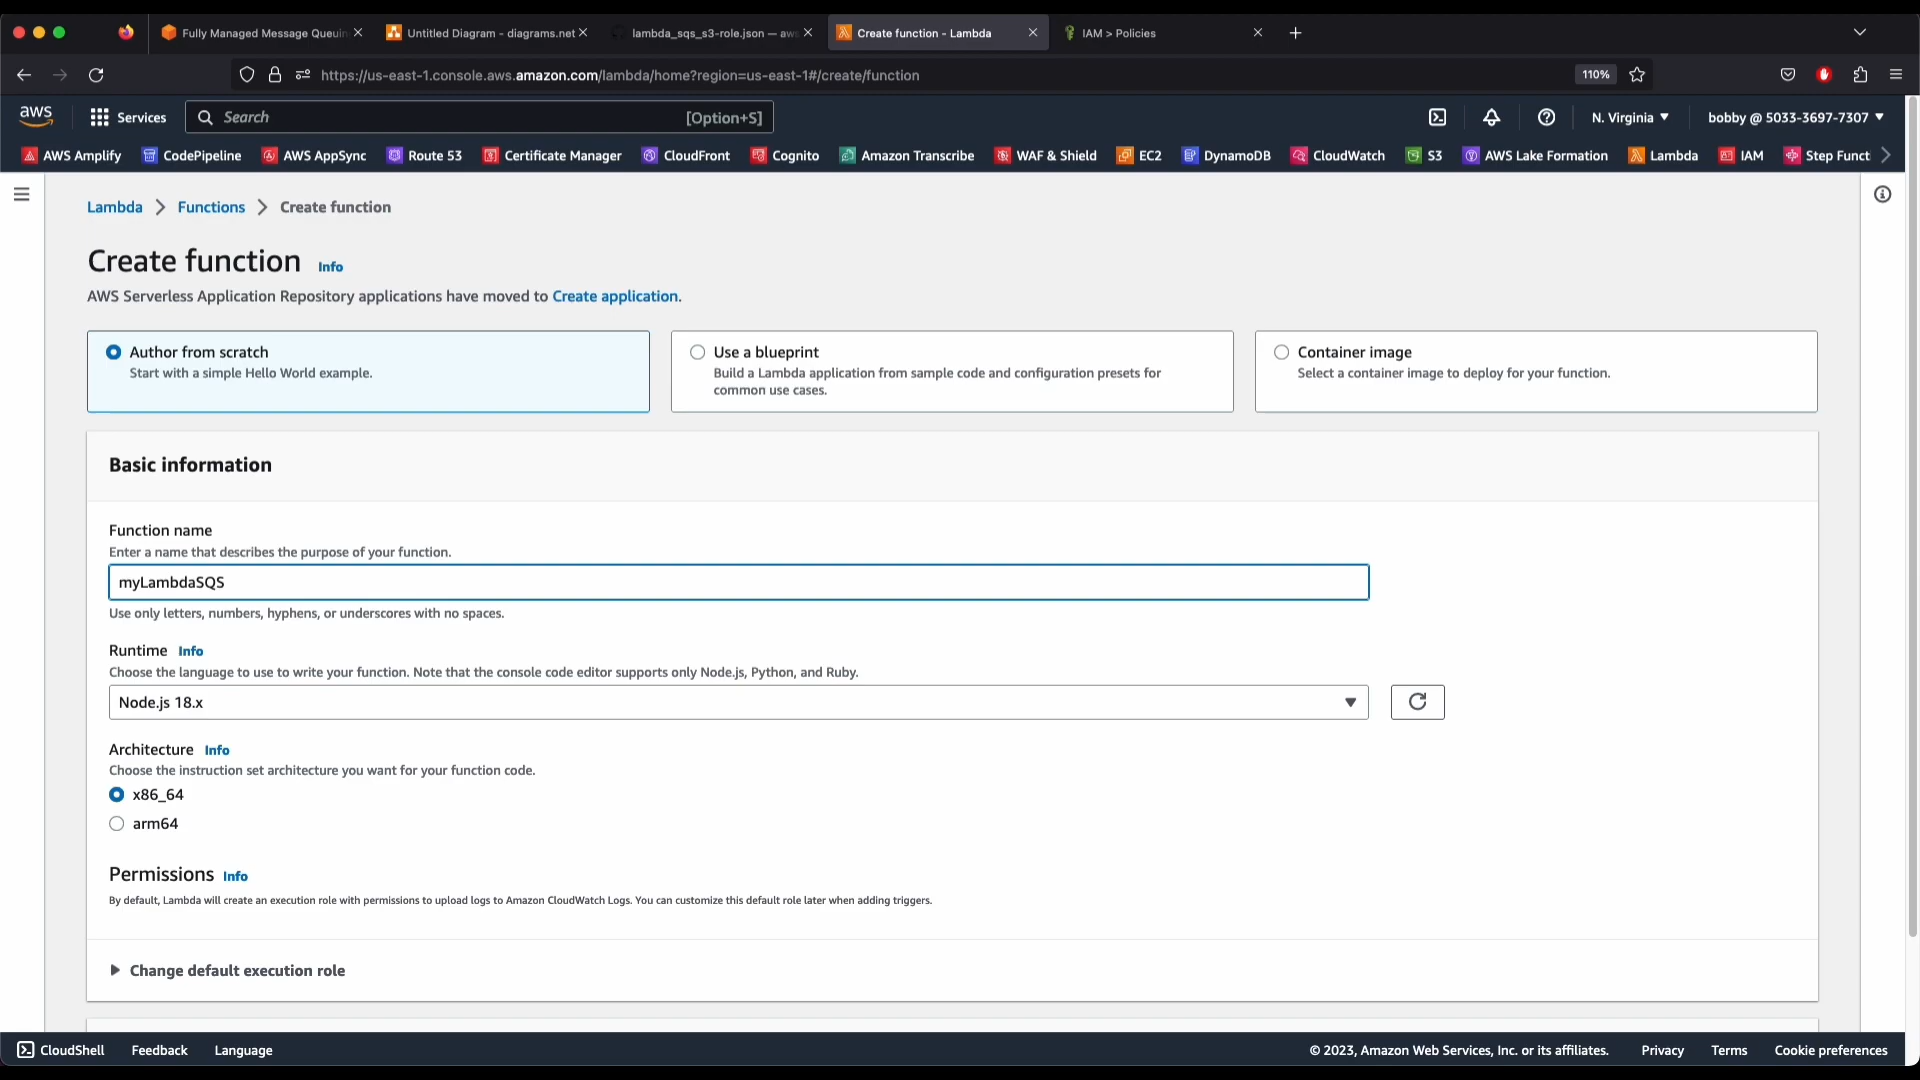 Fully Managed Message Queuin
Untitled Diagram - diagrams.net
lambda_sqs_s3-role.json — aws
Create function - Lambda
IAM > Policies
https://us-east-1.console.aws.amazon.com/lambda/home?region=us-east-1#/create/function
110%
aws
Services
Search
[Option+S]
N. Virginia
bobby @ 5033-3697-7307
AWS Amplify
CodePipeline
AWS AppSync
Route 53
Certificate Manager
CloudFront
Cognito
Amazon Transcribe
WAF & Shield
EC2
DynamoDB
CloudWatch
S3
AWS Lake Formation
Lambda
IAM
Step Funct
Lambda > Functions > Create function
Create function Info
AWS Serverless Application Repository applications have moved to Create application.
Author from scratch
Start with a simple Hello World example.
Use a blueprint
Build a Lambda application from sample code and configuration presets for
common use cases.
Container image
Select a container image to deploy for your function.
Basic information
Function name
Enter a name that describes the purpose of your function.
myLambdaSQS
Use only letters, numbers, hyphens, or underscores with no spaces.
Runtime Info
Choose the language to use to write your function. Note that the console code editor supports only Node.js, Python, and Ruby.
Node.js 18.x
Architecture Info
Choose the instruction set architecture you want for your function code.
x86_64
arm64
Permissions Info
By default, Lambda will create an execution role with permissions to upload logs to Amazon CloudWatch Logs. You can customize this default role later when adding triggers.
Change default execution role
CloudShell
Feedback
Language
© 2023, Amazon Web Services, Inc. or its affiliates.
Privacy
Terms
Cookie preferences